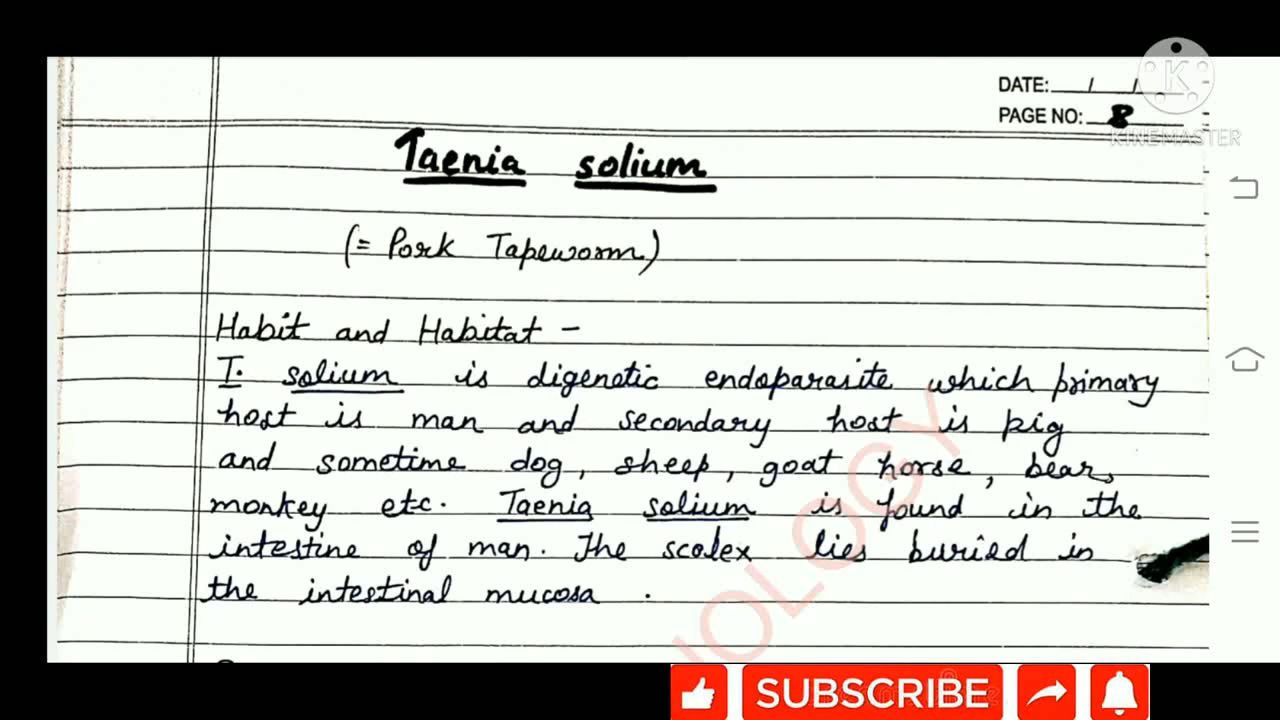 DATE: / /
PAGE NO: 8
KINEMASTER
Taenia solium
(= Pork Tapeworm)
Habit and Habitat -
T. solium is digenetic endoparasite which primary
host is man and secondary host is pig
and sometime dog, sheep, goat horse, bear,
monkey etc. Taenia solium is found in the
intestine of man. The scolex lies buried in
the intestinal mucosa .
OLOGY
SUBSCRIBE